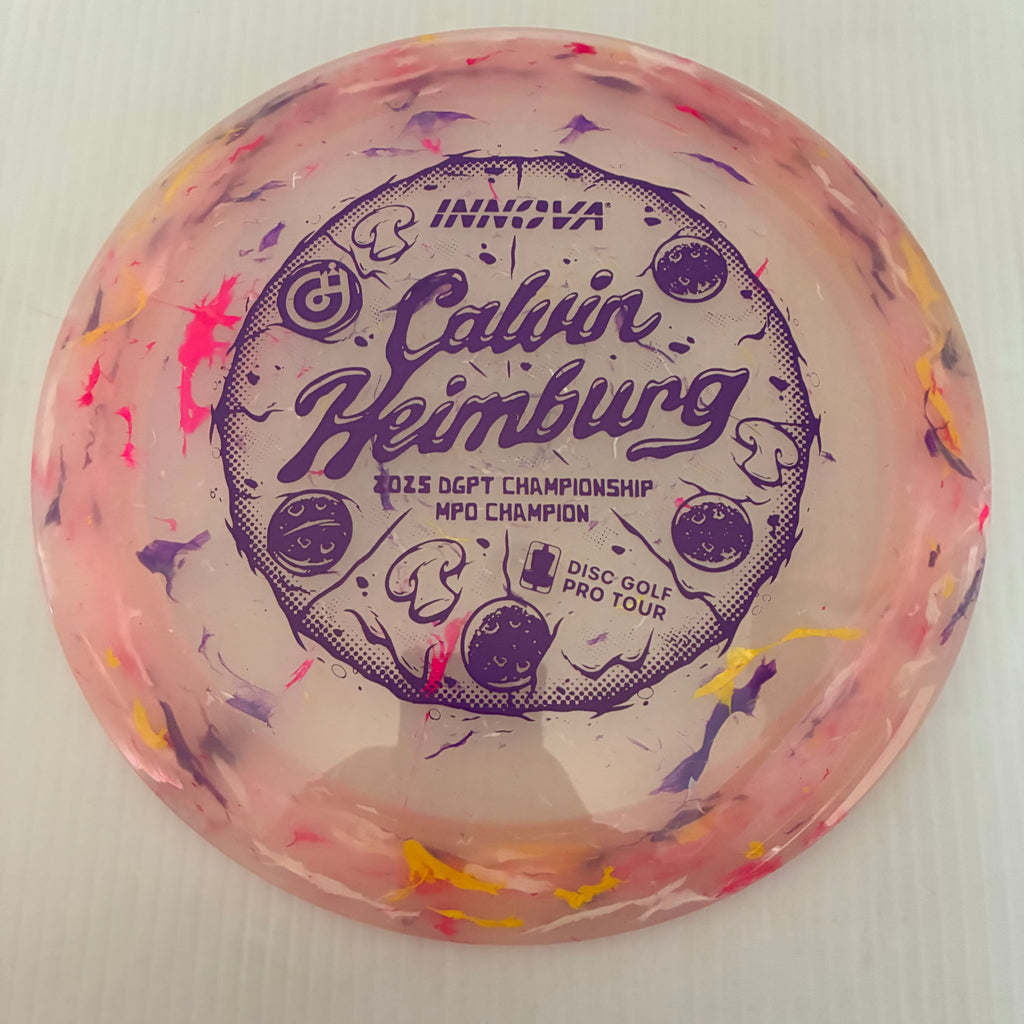 INNOVA
Calvin
Heimburg
2025 DGPT CHAMPIONSHIP
MPO CHAMPION
DISC GOLF
PRO TOUR